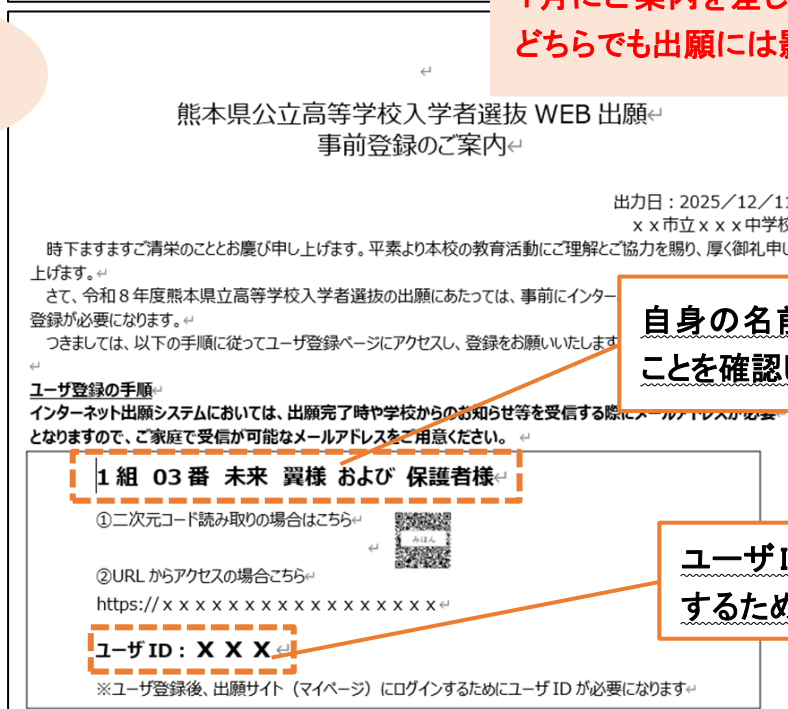 どちらでも出願には
熊本県公立高等学校入学者選抜 WEB 出願
事前登録のご案内
出力日：2025／12／11
ｘｘ市立ｘｘｘ中学校
時下ますますご清栄のこととお慶び申し上げます。平素より本校の教育活動にご理解とご協力を賜り、厚く御礼申し
上げます。
さて、令和８年度熊本県立高等学校入学者選抜の出願にあたっては、事前にインター
登録が必要になります。
つきましては、以下の手順に従ってユーザ登録ページにアクセスし、登録をお願いいたします
自身の名前
ことを確認
ユーザ登録の手順
インターネット出願システムにおいては、出願完了時や学校からのお知らせ等を受信する際にメールアドレスが必要
となりますので、ご家庭で受信が可能なメールアドレスをご用意ください。
1 組 03 番 未来 翼様 および 保護者様
①二次元コード読み取りの場合はこちら
みほん
②URL からアクセスの場合こちら
https://ｘｘｘｘｘｘｘｘｘｘｘｘｘｘｘｘｘ
ユーザ I
するため
ユーザ ID： X X X
※ユーザ登録後、出願サイト（マイページ）にログインするためにユーザ ID が必要になります